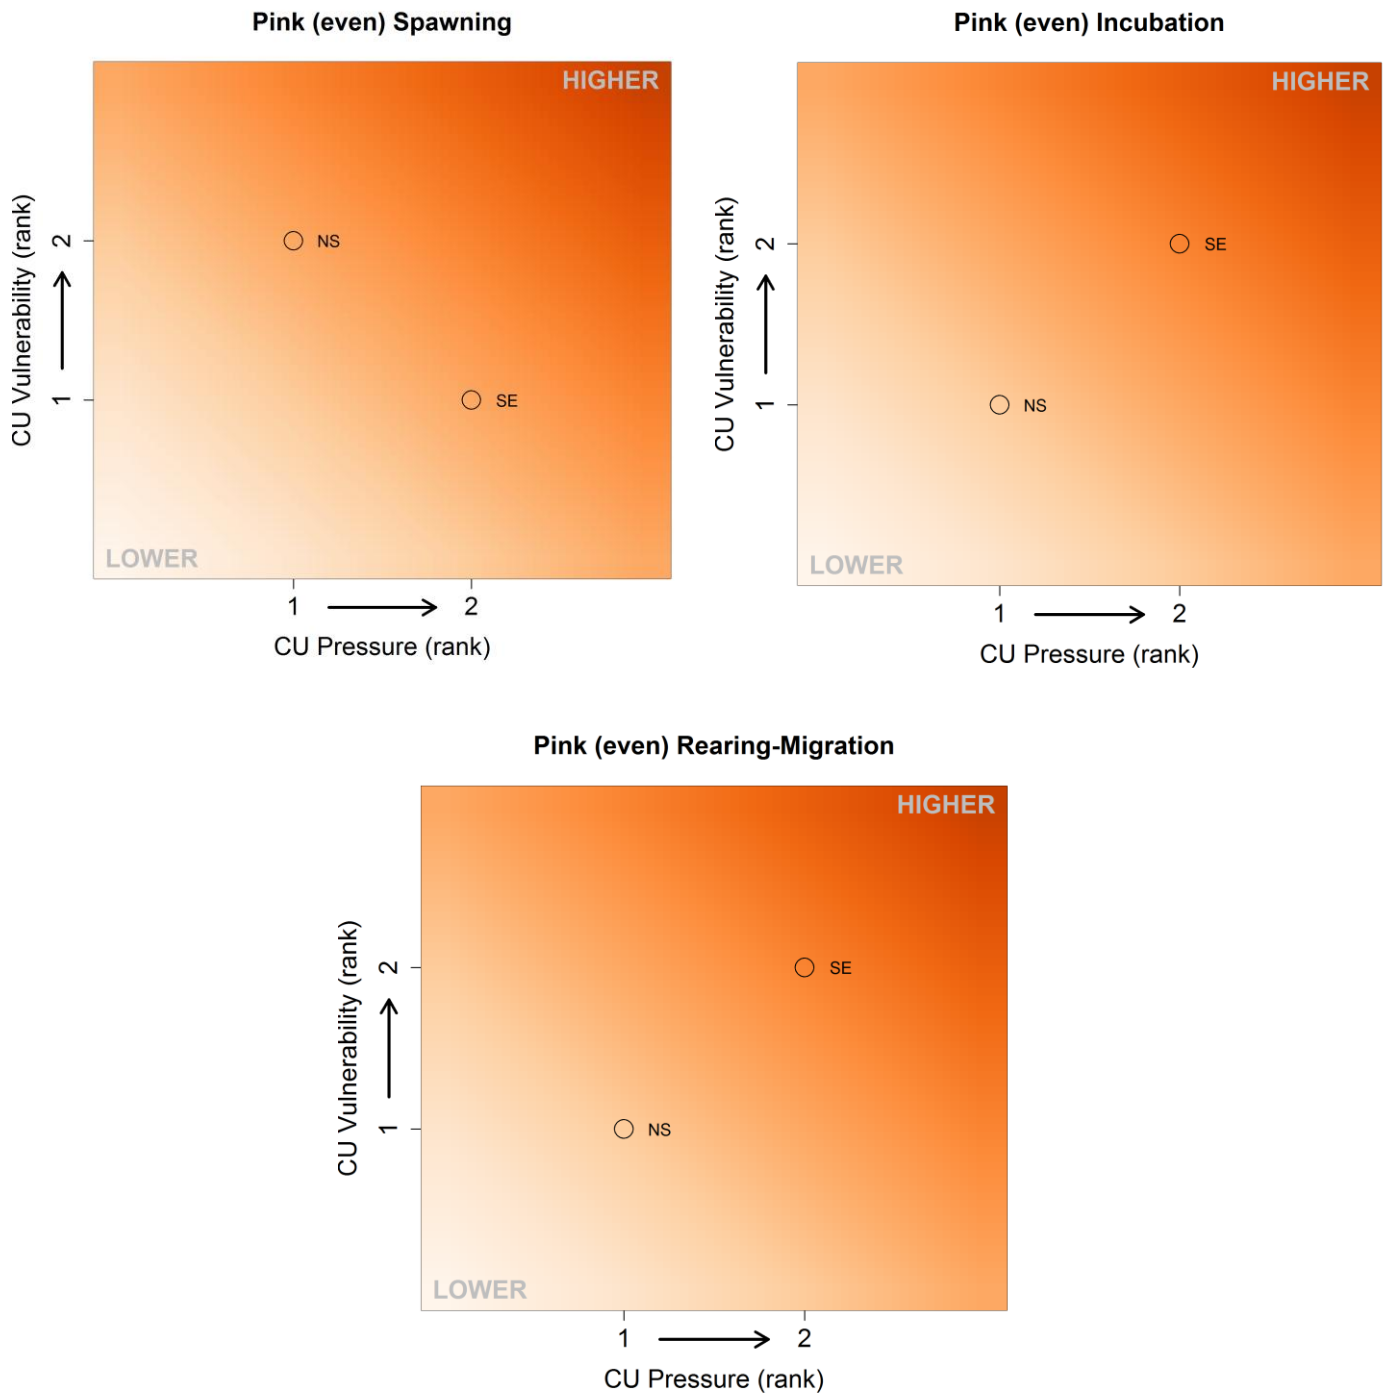 Pink (even) Spawning
HIGHER
CU Vulnerability (rank)
2
1
NS
SE
LOWER
1
2
CU Pressure (rank)
Pink (even) Incubation
HIGHER
CU Vulnerability (rank)
2
1
SE
NS
LOWER
1
2
CU Pressure (rank)
Pink (even) Rearing-Migration
HIGHER
CU Vulnerability (rank)
2
1
SE
NS
LOWER
1
2
CU Pressure (rank)